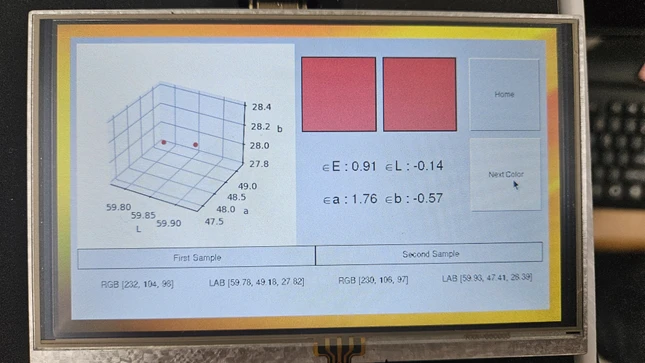 28.4
28.2 b
28.0
27.8
49.0
48.5
48.0 a
47.5
59.80
59.85
59.90
L
Home
Next Color
∈E : 0.91 ∈L : -0.14
∈a : 1.76 ∈b : -0.57
First Sample Second Sample
RGB [232, 104, 96] LAB [59.78, 49.18, 27.82] RGB [230, 106, 97] LAB [59.93, 47.41, 28.39]